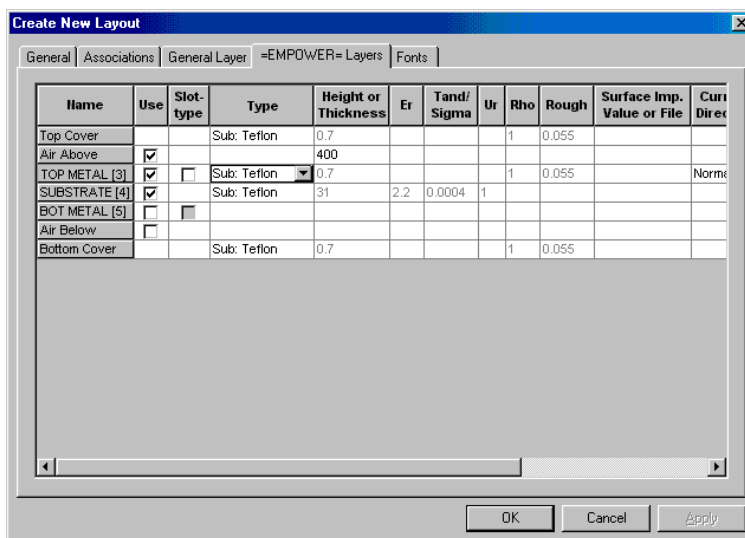 Create New Layout
General Associations General Layer =EMPOWER= Layers Fonts
Name Use Slot-type Type Height or Thickness Er Tand/Sigma Ur Rho Rough Surface Imp. Value or File
Top Cover Sub: Teflon 0.7 1 0.055
Air Above 400
TOP METAL [3] Sub: Teflon 0.7 1 0.055
SUBSTRATE [4] Sub: Teflon 31 2.2 0.0004 1
BOT METAL [5]
Air Below
Bottom Cover Sub: Teflon 0.7 1 0.055
OK Cancel Apply